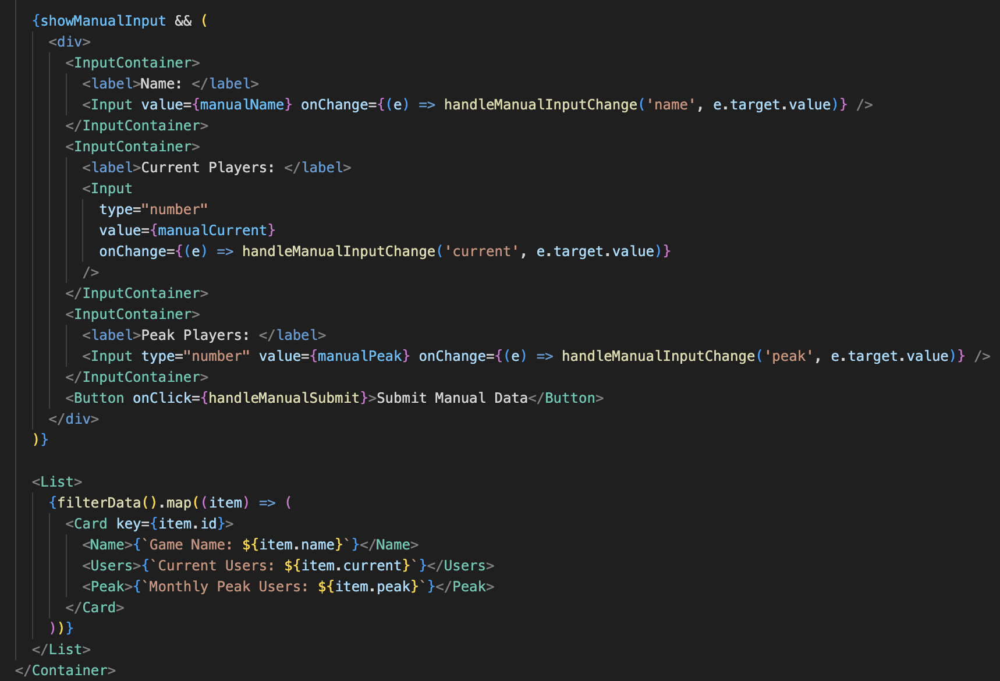 {showManualInput && (
<div>
<InputContainer>
<label>Name: </label>
<Input value={manualName} onChange={(e) => handleManualInputChange('name', e.target.value)} />
</InputContainer>
<InputContainer>
<label>Current Players: </label>
<Input
type="number"
value={manualCurrent}
onChange={(e) => handleManualInputChange('current', e.target.value)}
/>
</InputContainer>
<InputContainer>
<label>Peak Players: </label>
<Input type="number" value={manualPeak} onChange={(e) => handleManualInputChange('peak', e.target.value)} />
</InputContainer>
<Button onClick={handleManualSubmit}>Submit Manual Data</Button>
</div>
)}
<List>
{filterData().map((item) => (
<Card key={item.id}>
<Name>{`Game Name: ${item.name}`}</Name>
<Users>{`Current Users: ${item.current}`}</Users>
<Peak>{`Monthly Peak Users: ${item.peak}`}</Peak>
</Card>
))}
</List>
</Container>